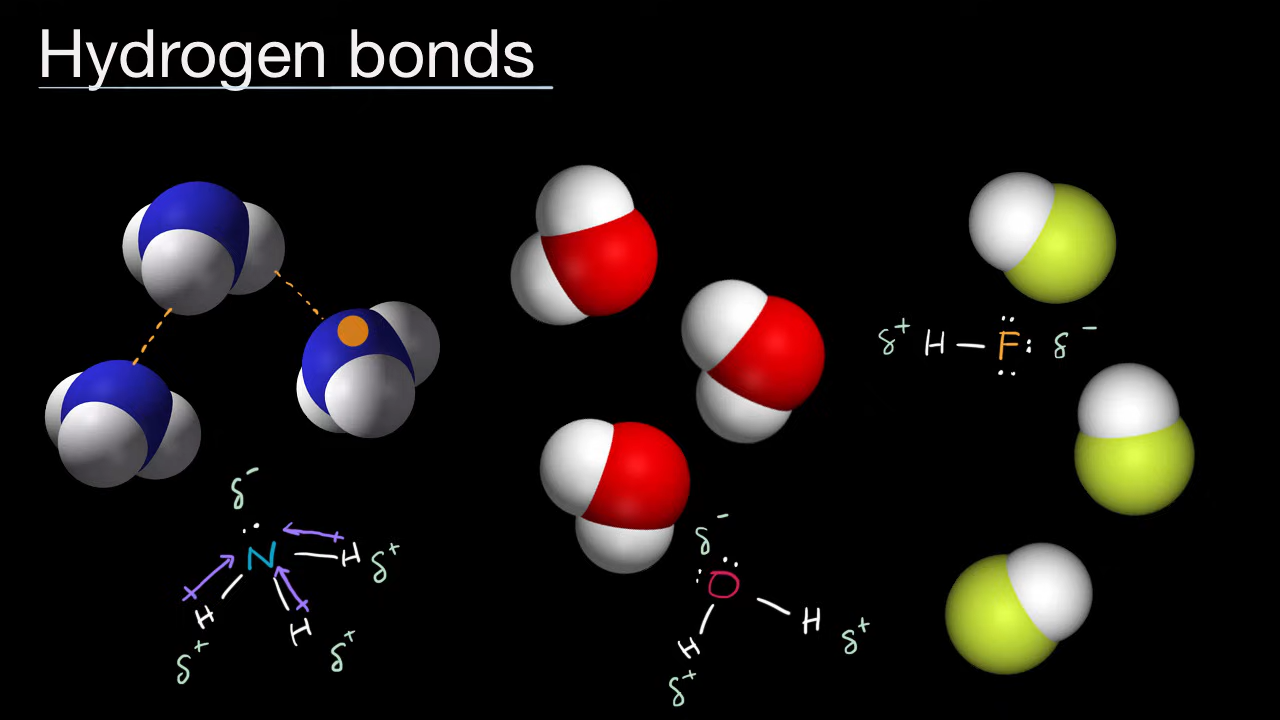 Hydrogen bonds
δ+ H — F δ−
δ−
N H δ+
H H
δ+ δ+
δ−
O
H δ+
H
δ+